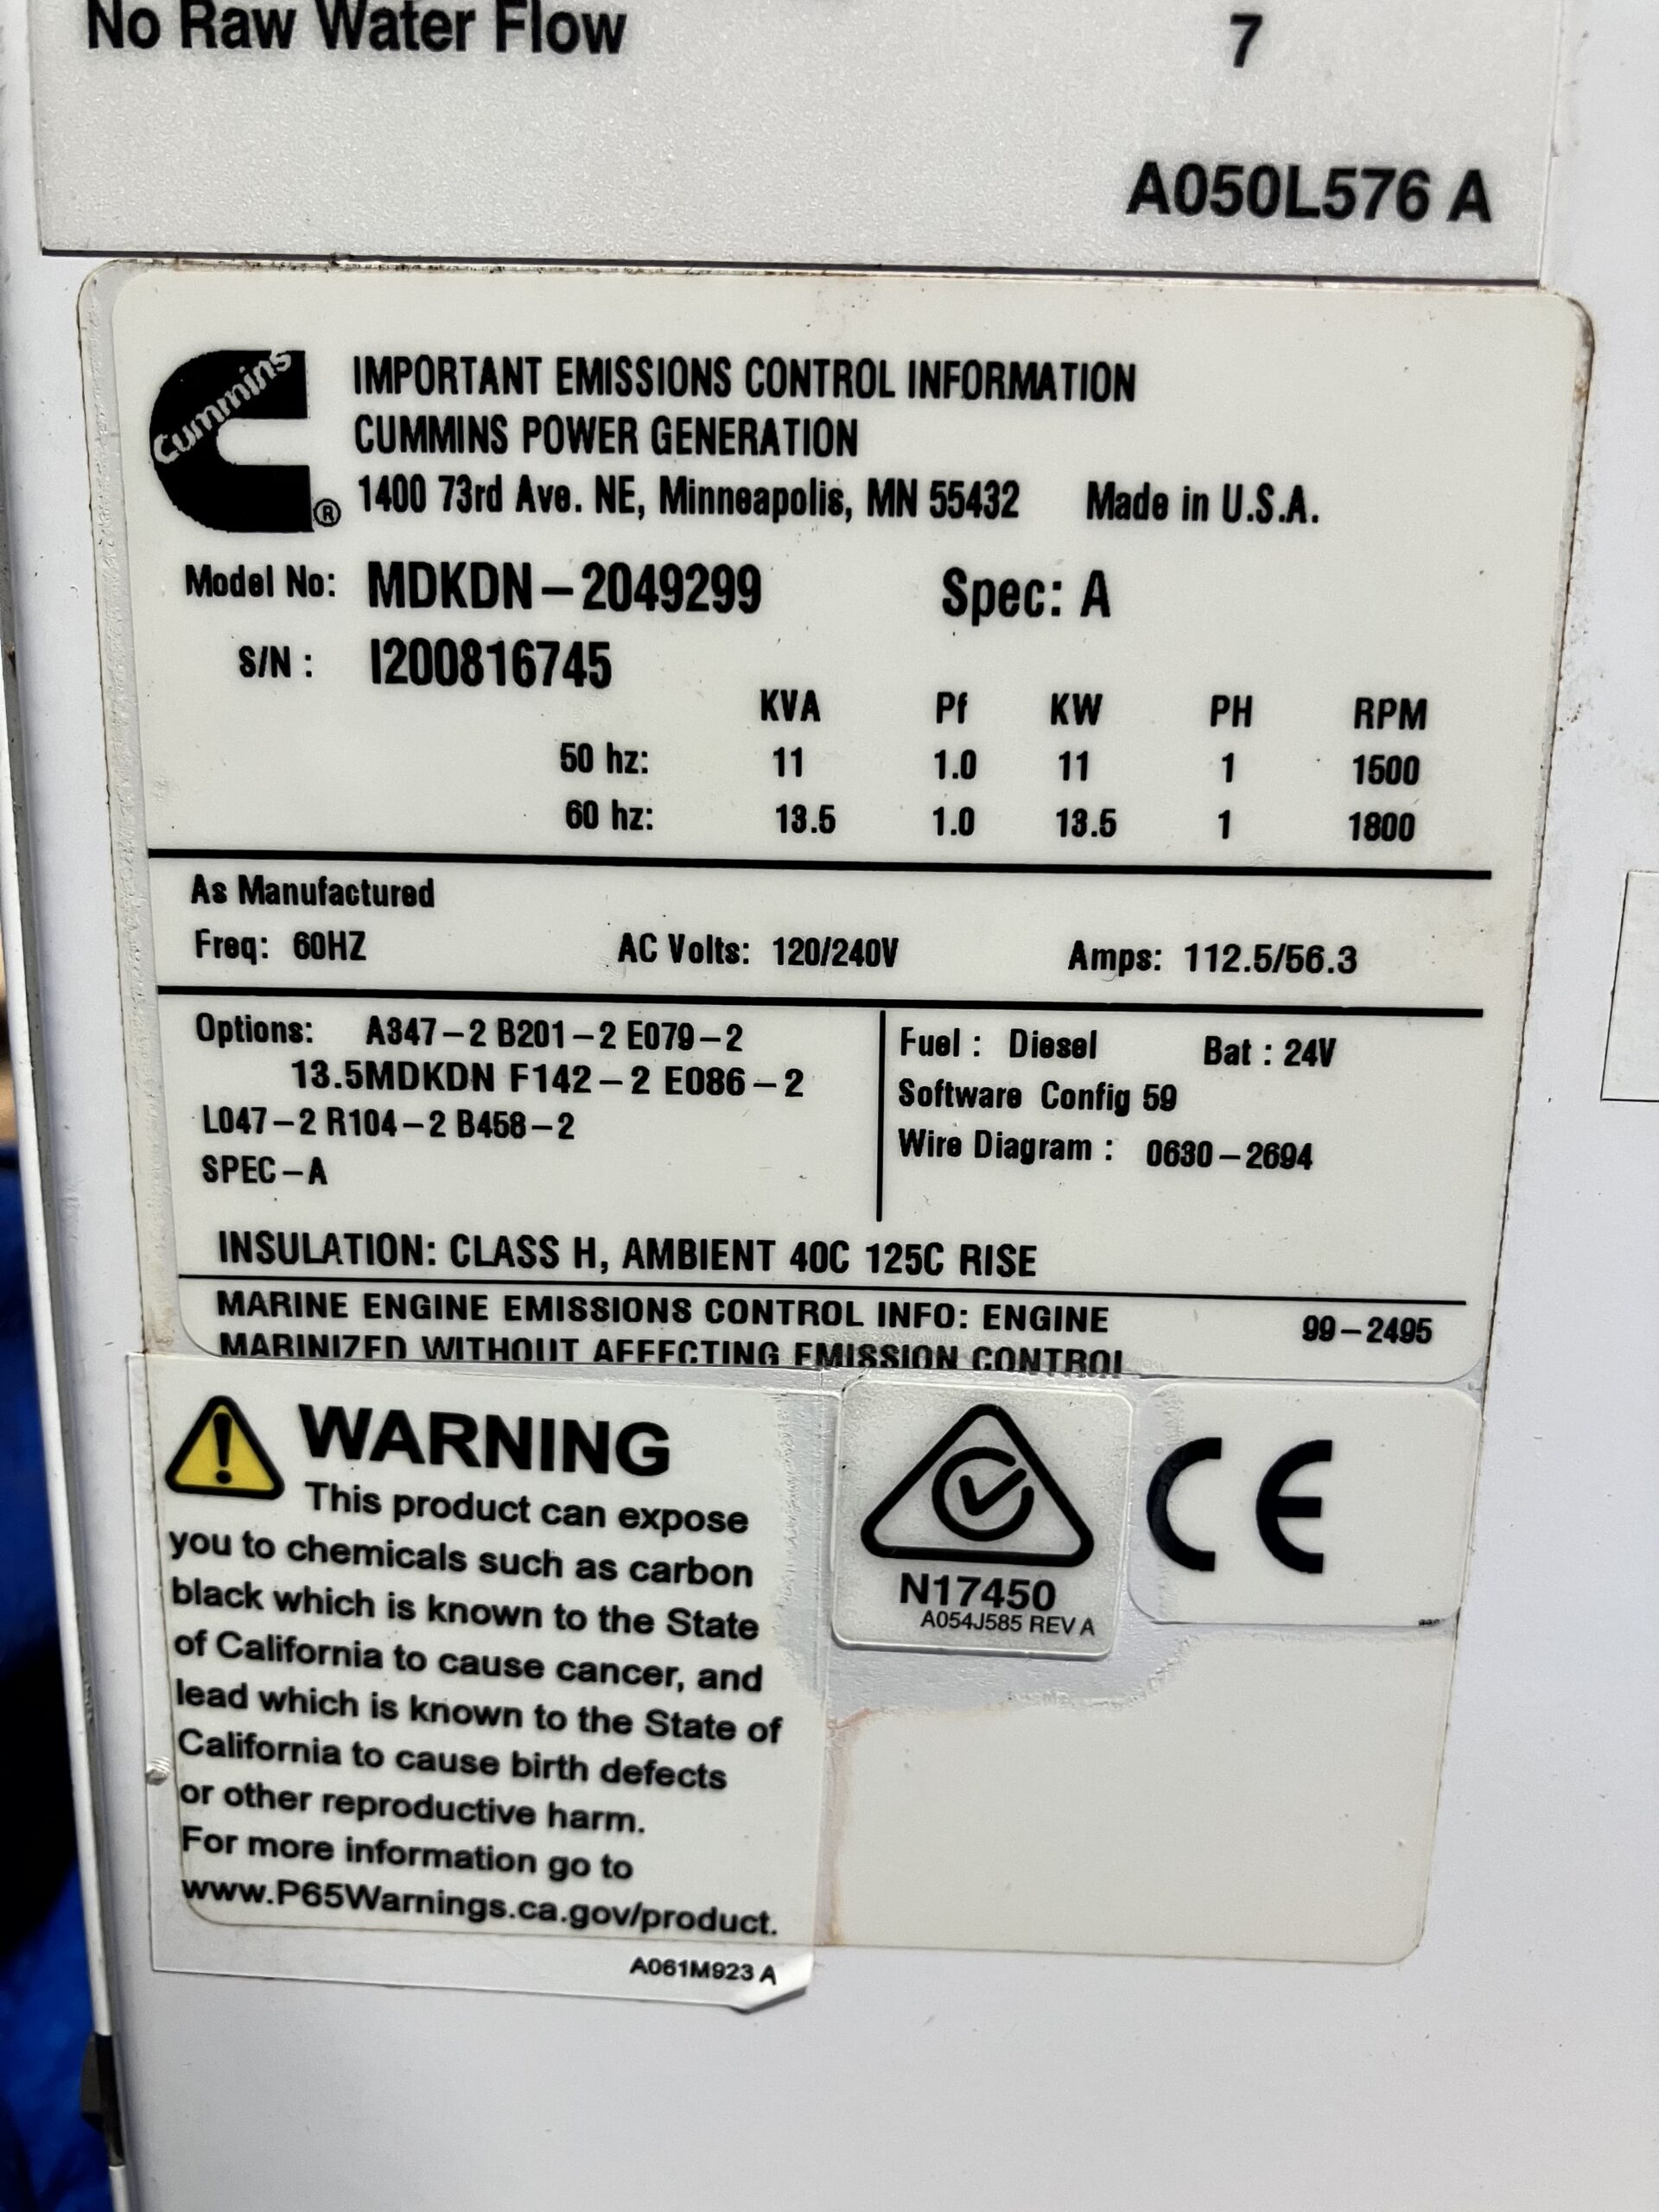 No Raw Water Flow 7
A050L576 A
Cummins
®
IMPORTANT EMISSIONS CONTROL INFORMATION
CUMMINS POWER GENERATION
1400 73rd Ave. NE, Minneapolis, MN 55432 Made in U.S.A.
Model No: MDKDN-2049299 Spec: A
S/N: I200816745
KVA Pf KW PH RPM
50 hz: 11 1.0 11 1 1500
60 hz: 13.5 1.0 13.5 1 1800
As Manufactured
Freq: 60HZ AC Volts: 120/240V Amps: 112.5/56.3
Options: A347-2 B201-2 E079-2
13.5MDKDN F142-2 E086-2
L047-2 R104-2 B458-2
SPEC-A
Fuel : Diesel Bat : 24V
Software Config 59
Wire Diagram : 0630-2694
INSULATION: CLASS H, AMBIENT 40C 125C RISE
MARINE ENGINE EMISSIONS CONTROL INFO: ENGINE 99-2495
MARINIZED WITHOUT AFFECTING EMISSION CONTROL
WARNING
This product can expose
you to chemicals such as carbon
black which is known to the State
of California to cause cancer, and
lead which is known to the State of
California to cause birth defects
or other reproductive harm.
For more information go to
www.P65Warnings.ca.gov/product.
A061M923 A
N17450
A054J585 REV A
CE